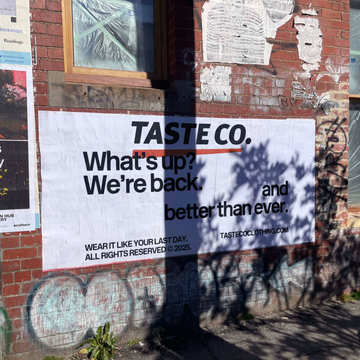 TASTE CO.
What's up?
We're back.
and
better than ever.
WEAR IT LIKE YOUR LAST DAY.
ALL RIGHTS RESERVED © 2025.
TASTECOCLOTHING.COM